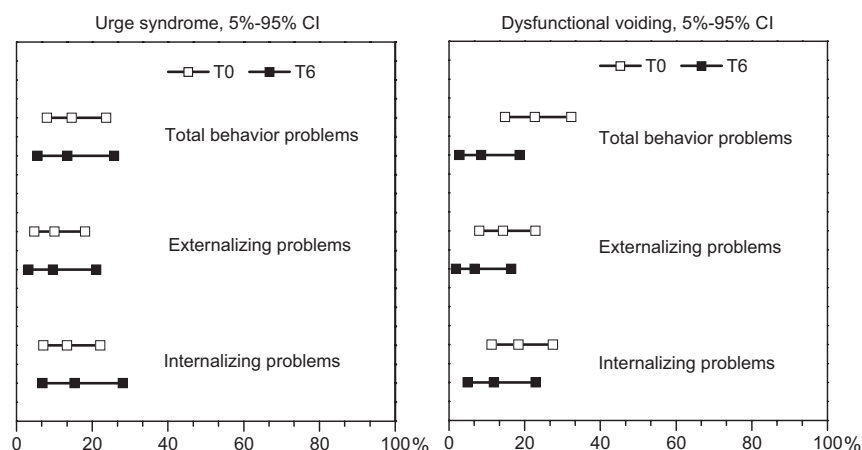 Urge syndrome, 5%-95% CI
T0 T6
Total behavior problems
Externalizing problems
Internalizing problems
0 20 40 60 80 100 %
Dysfunctional voiding, 5%-95% CI
T0 T6
Total behavior problems
Externalizing problems
Internalizing problems
0 20 40 60 80 100 %